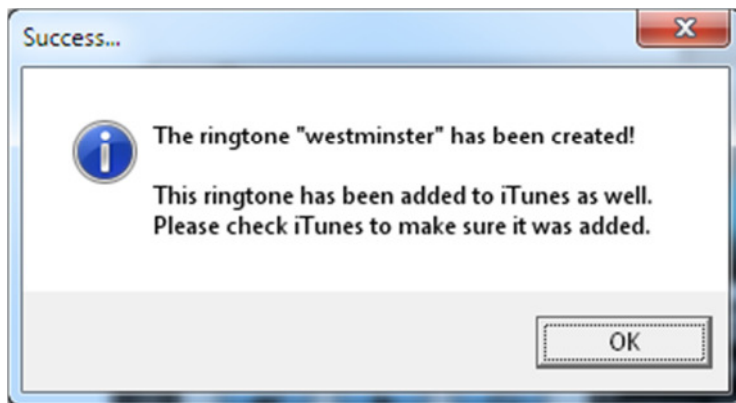 Success...
The ringtone "westminster" has been created!
This ringtone has been added to iTunes as well.
Please check iTunes to make sure it was added.
OK